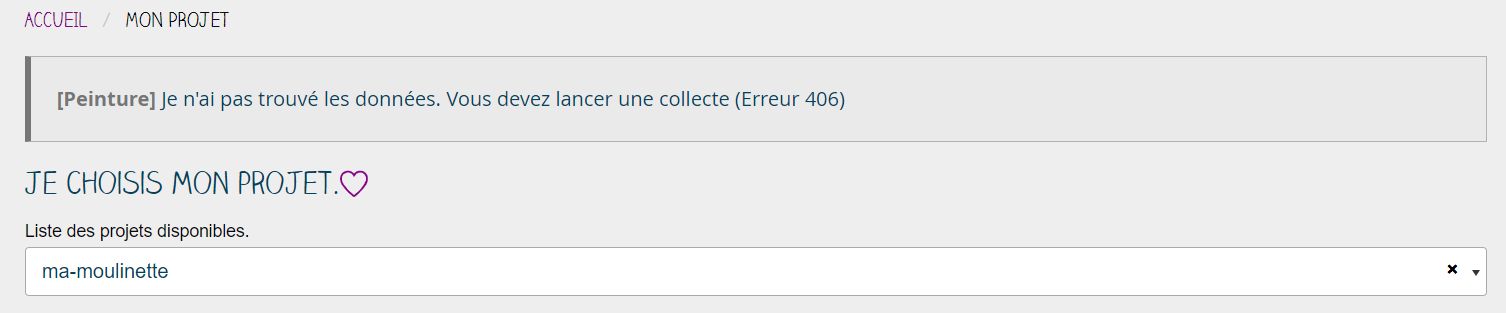 ACCUEIL / MON PROJET
[Peinture] Je n'ai pas trouvé les données. Vous devez lancer une collecte (Erreur 406)
JE CHOISIS MON PROJET.
Liste des projets disponibles.
ma-moulinette